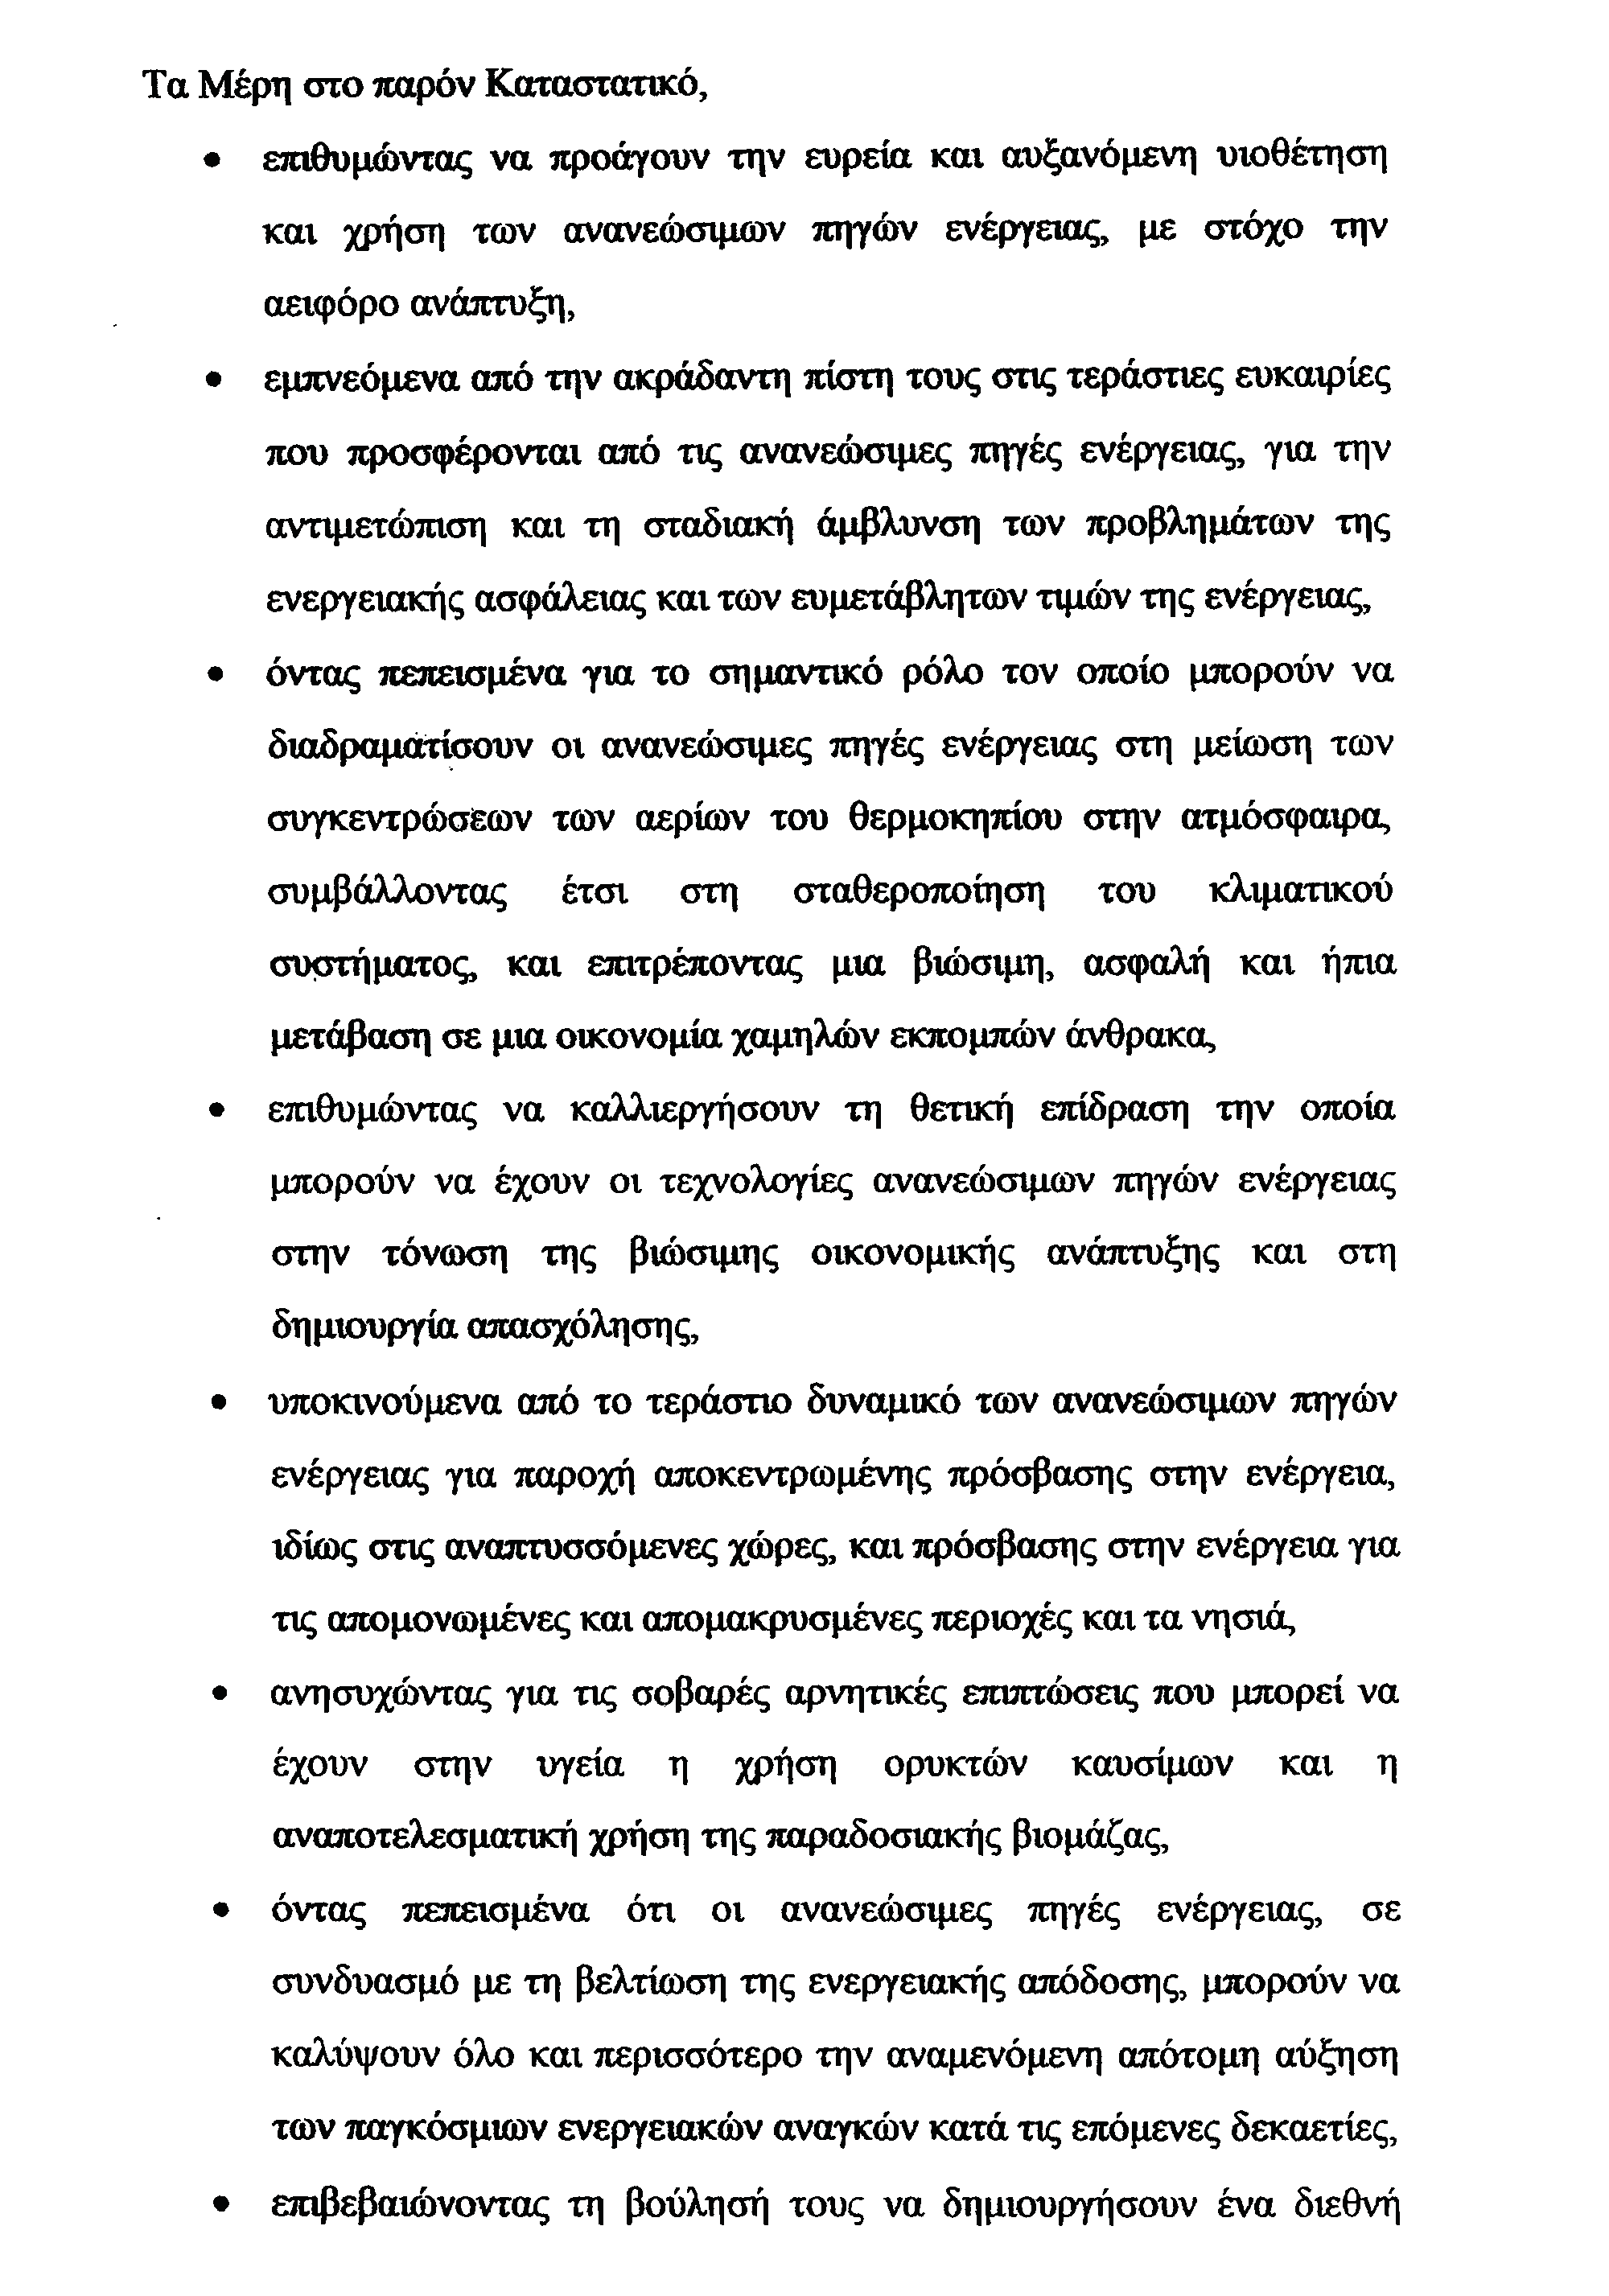 Τα Μέρη στο παρόν Καταστατικό,
• επιθυμώντας να προάγουν την ευρεία και αυξανόμενη υιοθέτηση
και χρήση των ανανεώσιμων πηγών ενέργειας, με στόχο την
αειφόρο ανάπτυξη,
• εμπνεόμενα από την ακράδαντη πίστη τους στις τεράστιες ευκαιρίες
που προσφέρονται από τις ανανεώσιμες πηγές ενέργειας, για την
αντιμετώπιση και τη σταδιακή άμβλυνση των προβλημάτων της
ενεργειακής ασφάλειας και των ευμετάβλητων τιμών της ενέργειας,
• όντας πεπεισμένα για το σημαντικό ρόλο τον οποίο μπορούν να
διαδραματίσουν οι ανανεώσιμες πηγές ενέργειας στη μείωση των
συγκεντρώσεων των αερίων του θερμοκηπίου στην ατμόσφαιρα,
συμβάλλοντας έτσι στη σταθεροποίηση του κλιματικού
συστήματος, και επιτρέποντας μια βιώσιμη, ασφαλή και ήπια
μετάβαση σε μια οικονομία χαμηλών εκπομπών άνθρακα,
• επιθυμώντας να καλλιεργήσουν τη θετική επίδραση την οποία
μπορούν να έχουν οι τεχνολογίες ανανεώσιμων πηγών ενέργειας
στην τόνωση της βιώσιμης οικονομικής ανάπτυξης και στη
δημιουργία απασχόλησης,
• υποκινούμενα από το τεράστιο δυναμικό των ανανεώσιμων πηγών
ενέργειας για παροχή αποκεντρωμένης πρόσβασης στην ενέργεια,
ιδίως στις αναπτυσσόμενες χώρες, και πρόσβασης στην ενέργεια για
τις απομονωμένες και απομακρυσμένες περιοχές και τα νησιά,
• ανησυχώντας για τις σοβαρές αρνητικές επιπτώσεις που μπορεί να
έχουν στην υγεία η χρήση ορυκτών καυσίμων και η
αναποτελεσματική χρήση της παραδοσιακής βιομάζας,
• όντας πεπεισμένα ότι οι ανανεώσιμες πηγές ενέργειας, σε
συνδυασμό με τη βελτίωση της ενεργειακής απόδοσης, μπορούν να
καλύψουν όλο και περισσότερο την αναμενόμενη απότομη αύξηση
των παγκόσμιων ενεργειακών αναγκών κατά τις επόμενες δεκαετίες,
• επιβεβαιώνοντας τη βούλησή τους να δημιουργήσουν ένα διεθνή